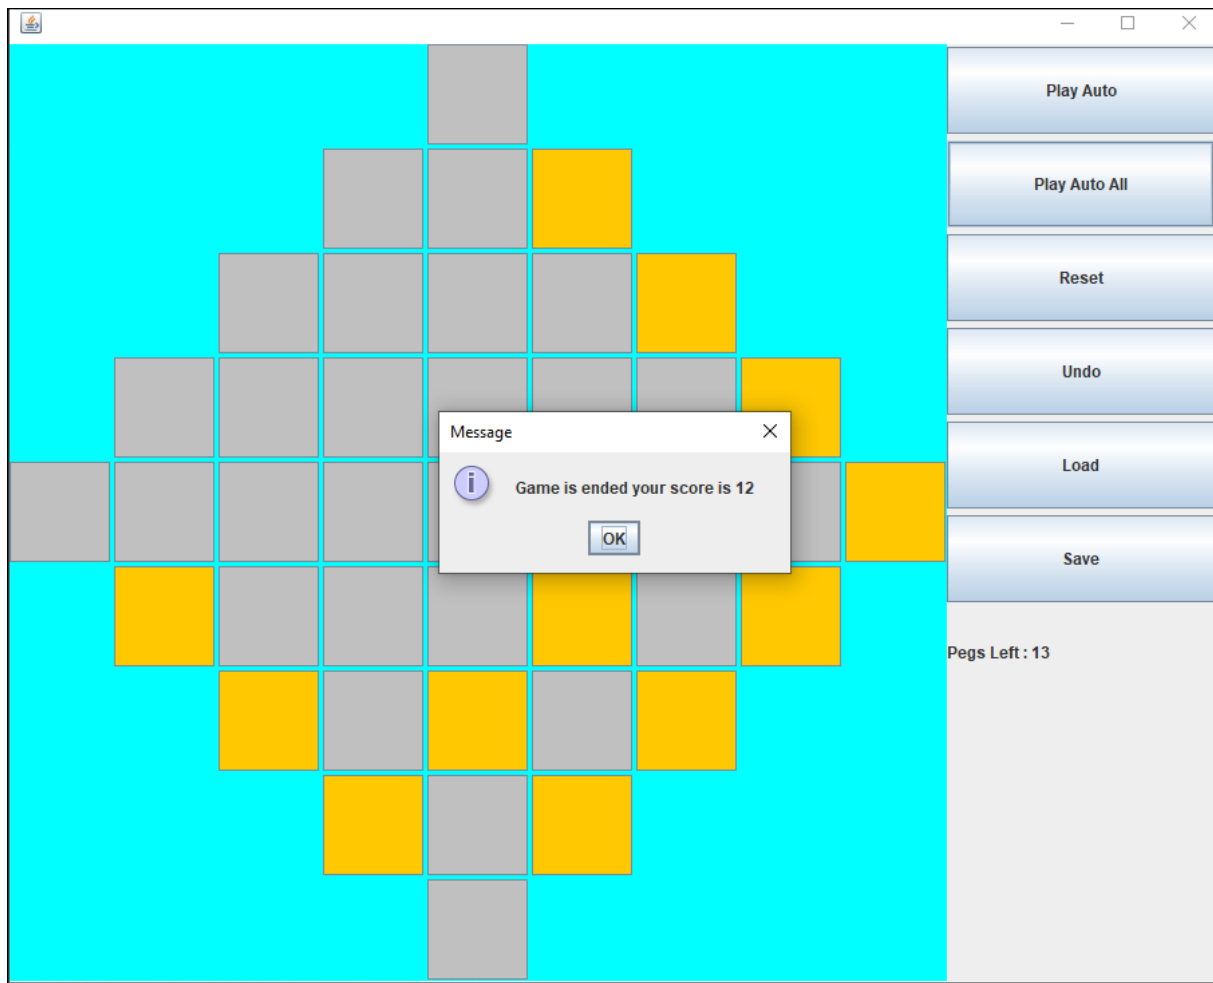 Play Auto
Play Auto All
Reset
Undo
Message
Load
Game is ended your score is 12
OK
Save
Pegs Left : 13